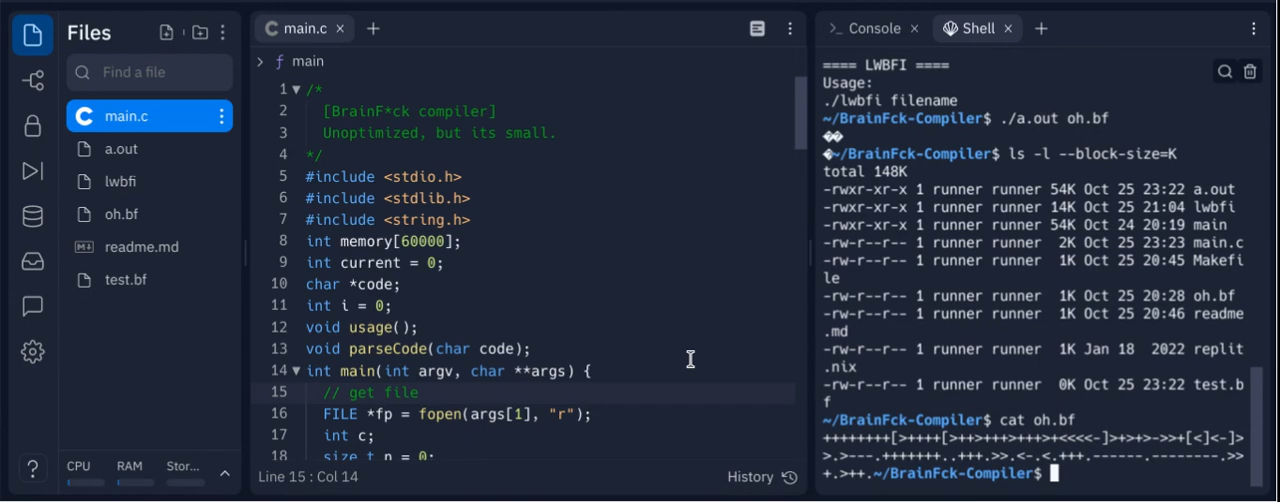 Files
Find a file
main.c
a.out
lwbfi
oh.bf
readme.md
test.bf
CPU RAM Stor...
main.c
main
1 /*
2 [BrainF*ck compiler]
3 Unoptimized, but its small.
4 */
5 #include <stdio.h>
6 #include <stdlib.h>
7 #include <string.h>
8 int memory[60000];
9 int current = 0;
10 char *code;
11 int i = 0;
12 void usage();
13 void parseCode(char code);
14 int main(int argv, char **args) {
15 // get file
16 FILE *fp = fopen(args[1], "r");
17 int c;
18 size_t n = 0;
Line 15 : Col 14
History
Console
Shell
==== LWBFI ====
Usage:
./lwbfi filename
~/BrainFck-Compiler$ ./a.out oh.bf
��
�~/BrainFck-Compiler$ ls -l --block-size=K
total 148K
-rwxr-xr-x 1 runner runner 54K Oct 25 23:22 a.out
-rwxr-xr-x 1 runner runner 14K Oct 25 21:04 lwbfi
-rwxr-xr-x 1 runner runner 54K Oct 24 20:19 main
-rw-r--r-- 1 runner runner 2K Oct 25 23:23 main.c
-rw-r--r-- 1 runner runner 1K Oct 25 20:45 Makefi
le
-rw-r--r-- 1 runner runner 1K Oct 25 20:28 oh.bf
-rw-r--r-- 1 runner runner 1K Oct 25 20:46 readme
.md
-rw-r--r-- 1 runner runner 1K Jan 18 2022 replit
.nix
-rw-r--r-- 1 runner runner 0K Oct 25 23:22 test.b
f
~/BrainFck-Compiler$ cat oh.bf
++++++++[>++++[>++>+++>+++>+<<<<-]>+>+>->>+[<]<-]>
>.>---.+++++++..+++.>>.<-.<.+++.------.--------.>>
+.>++.~/BrainFck-Compiler$